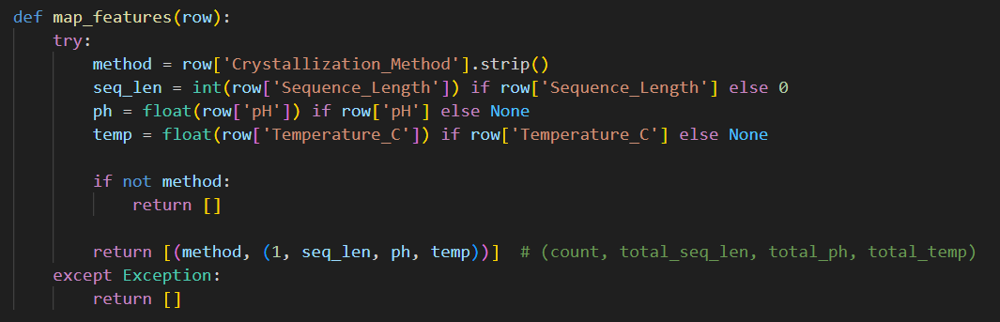 def map_features(row):
    try:
        method = row['Crystallization_Method'].strip()
        seq_len = int(row['Sequence_Length']) if row['Sequence_Length'] else 0
        ph = float(row['pH']) if row['pH'] else None
        temp = float(row['Temperature_C']) if row['Temperature_C'] else None

        if not method:
            return []

        return [(method, (1, seq_len, ph, temp))]  # (count, total_seq_len, total_ph, total_temp)
    except Exception:
        return []